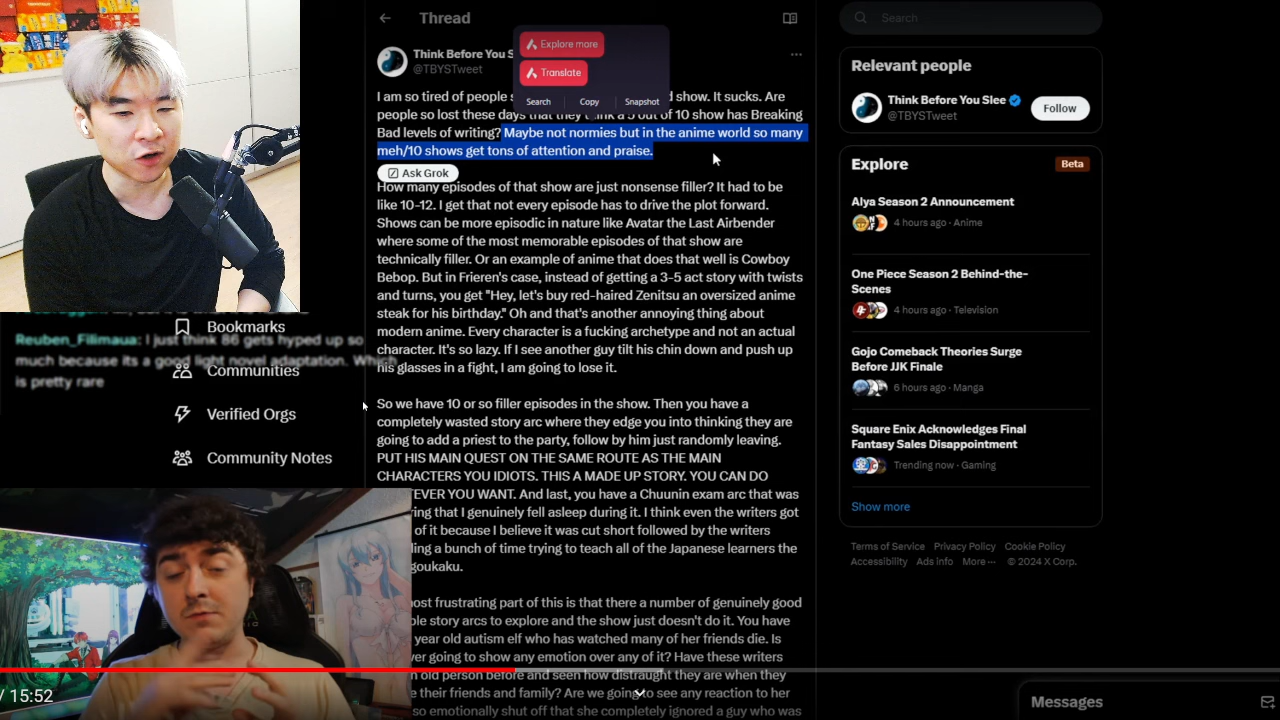 Thread
Think Before You S
@TBYSTweet
Explore more
Translate
Search Copy Snapshot
I am so tired of people s
d show. It sucks. Are
people so lost these days that they think a 5 out of 10 show has Breaking
Bad levels of writing? Maybe not normies but in the anime world so many
meh/10 shows get tons of attention and praise.
Ask Grok
How many episodes of that show are just nonsense filler? It had to be
like 10-12. I get that not every episode has to drive the plot forward.
Shows can be more episodic in nature like Avatar the Last Airbender
where some of the most memorable episodes of that show are
technically filler. Or an example of anime that does that well is Cowboy
Bebop. But in Frieren's case, instead of getting a 3-5 act story with twists
and turns, you get "Hey, let's buy red-haired Zenitsu an oversized anime
steak for his birthday." Oh and that's another annoying thing about
modern anime. Every character is a fucking archetype and not an actual
character. It's so lazy. If I see another guy tilt his chin down and push up
his glasses in a fight, I am going to lose it.
So we have 10 or so filler episodes in the show. Then you have a
completely wasted story arc where they edge you into thinking they are
going to add a priest to the party, follow by him just randomly leaving.
PUT HIS MAIN QUEST ON THE SAME ROUTE AS THE MAIN
CHARACTERS YOU IDIOTS. THIS A MADE UP STORY. YOU CAN DO
EVER YOU WANT. And last, you have a Chuunin exam arc that was
ring that I genuinely fell asleep during it. I think even the writers got
of it because I believe it was cut short followed by the writers
ling a bunch of time trying to teach all of the Japanese learners the
goukaku.
ost frustrating part of this is that there a number of genuinely good
ole story arcs to explore and the show just doesn't do it. You have
year old autism elf who has watched many of her friends die. Is
ver going to show any emotion over any of it? Have these writers
n old person before and seen how distraught they are when they
e their friends and family? Are we going to see any reaction to her
so emotionally shut off that she completely ignored a guy who was
Bookmarks
Reuben_Filimaua: I just think 86 gets hyped up so
much because its a good light novel adaptation. Which
is pretty rare
Communities
Verified Orgs
Community Notes
/ 15:52
Search
Relevant people
Think Before You Slee
@TBYSTweet
Follow
Explore
Beta
Alya Season 2 Announcement
4 hours ago · Anime
One Piece Season 2 Behind-the-
Scenes
4 hours ago · Television
Gojo Comeback Theories Surge
Before JJK Finale
6 hours ago · Manga
Square Enix Acknowledges Final
Fantasy Sales Disappointment
Trending now · Gaming
Show more
Terms of Service Privacy Policy Cookie Policy
Accessibility Ads info More ··· © 2024 X Corp.
Messages